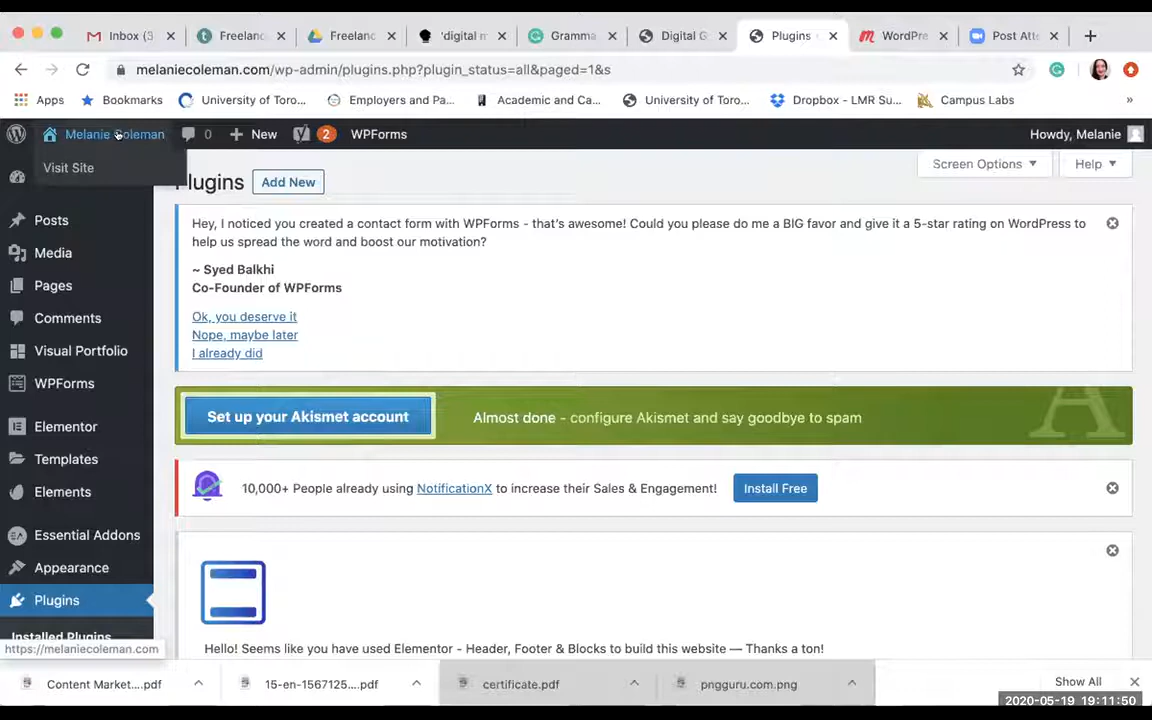 Inbox (3
Freelanc
Freelanc
'digital m
Gramma
Digital G
Plugins
WordPre
Post Atte
melaniecoleman.com/wp-admin/plugins.php?plugin_status=all&paged=1&s
Apps
Bookmarks
University of Toro...
Employers and Pa...
Academic and Ca...
University of Toro...
Dropbox - LMR Su...
Campus Labs
»
Melanie Coleman
0
New
2
WPForms
Howdy, Melanie
Visit Site
Screen Options
Help
Plugins
Add New
Posts
Media
Pages
Comments
Visual Portfolio
WPForms
Elementor
Templates
Elements
Essential Addons
Appearance
Plugins
Installed Plugins
Hey, I noticed you created a contact form with WPForms - that's awesome! Could you please do me a BIG favor and give it a 5-star rating on WordPress to
help us spread the word and boost our motivation?
~ Syed Balkhi
Co-Founder of WPForms
Ok, you deserve it
Nope, maybe later
I already did
Set up your Akismet account
Almost done - configure Akismet and say goodbye to spam
A
10,000+ People already using NotificationX to increase their Sales & Engagement!
Install Free
Hello! Seems like you have used Elementor - Header, Footer & Blocks to build this website — Thanks a ton!
https://melaniecoleman.com
Content Market....pdf
15-en-1567125....pdf
certificate.pdf
pngguru.com.png
Show All
2020-05-19 19:11:50